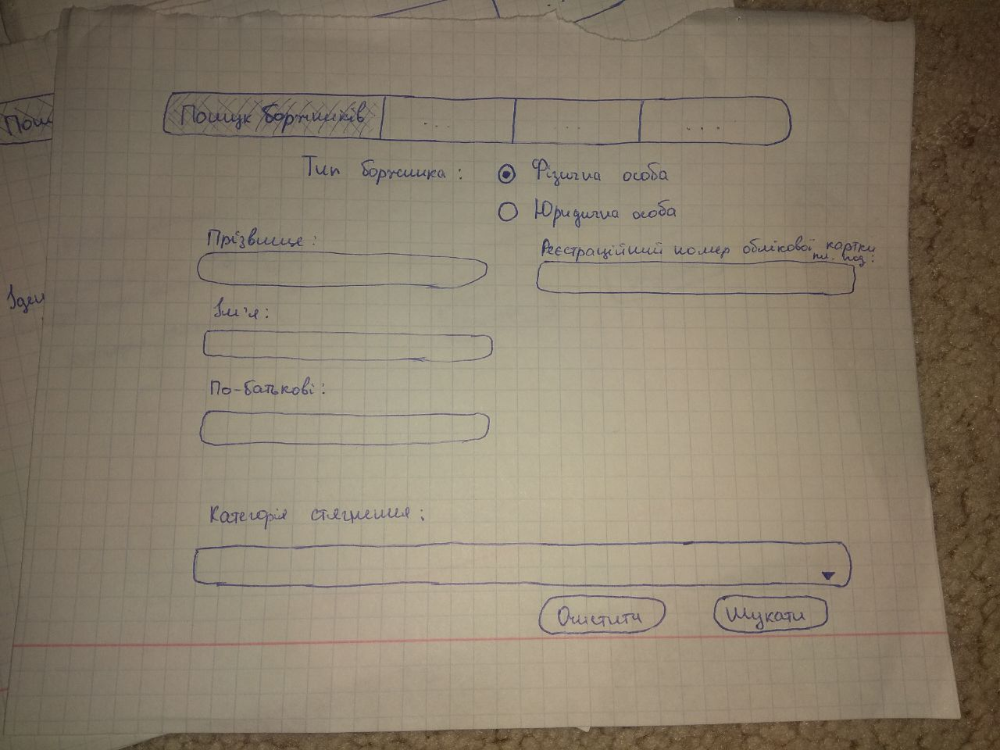 Пошук боржників ... ... ...
Тип боржника: Фізична особа
Юридична особа
Прізвище:
Реєстраційний номер облікової картки
пл. под:
Ім'я:
По-батькові:
Категорія стягнення:
Очистити Шукати
Пош
Іден